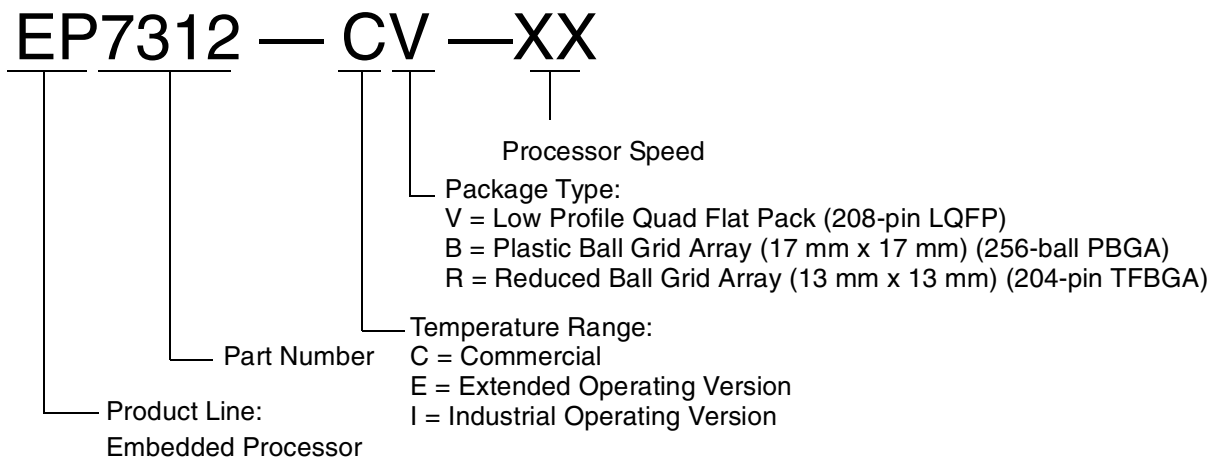 EP7312 — CV —XX
Processor Speed
Package Type:
V = Low Profile Quad Flat Pack (208-pin LQFP)
B = Plastic Ball Grid Array (17 mm x 17 mm) (256-ball PBGA)
R = Reduced Ball Grid Array (13 mm x 13 mm) (204-pin TFBGA)
Temperature Range:
C = Commercial
E = Extended Operating Version
I = Industrial Operating Version
Part Number
Product Line:
Embedded Processor